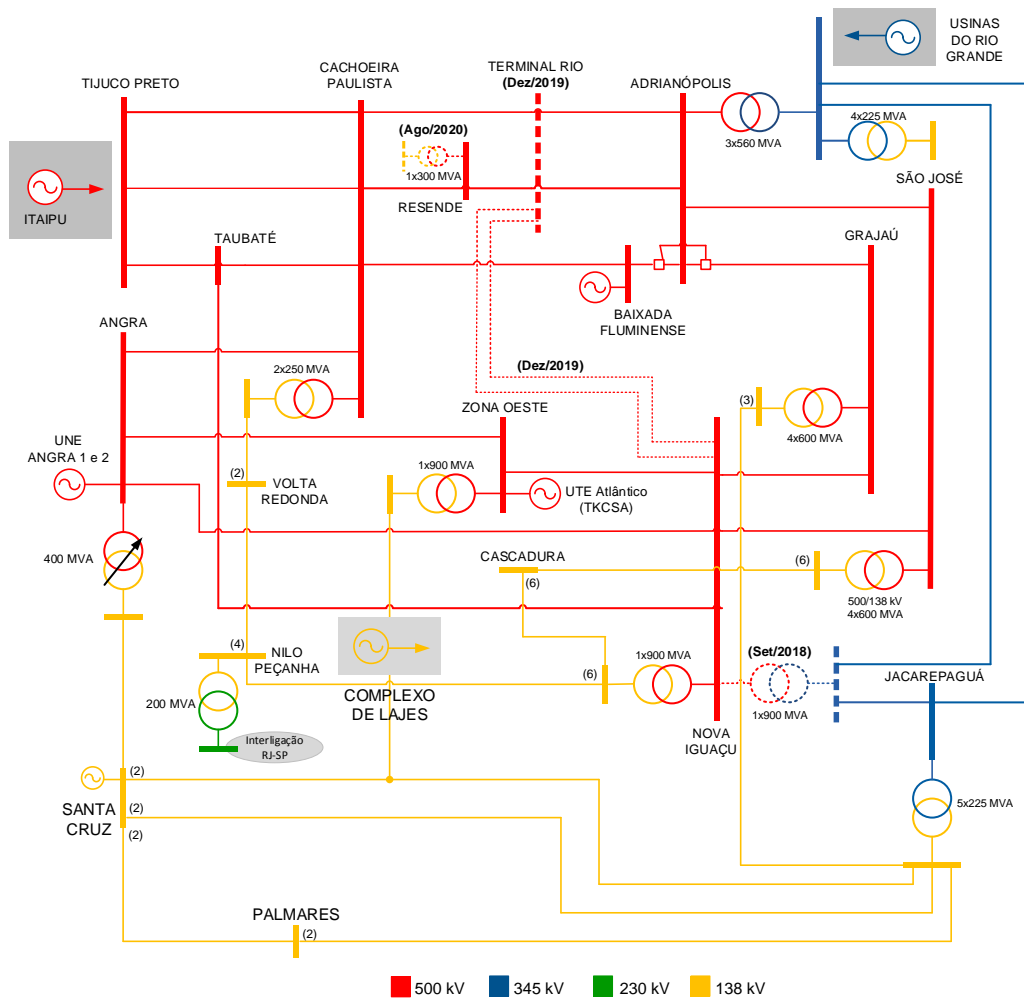 USINAS
DO RIO
GRANDE
CACHOEIRA
PAULISTA
TERMINAL RIO
(Dez/2019)
TIJUCO PRETO
ADRIANÓPOLIS
4x225 MVA
(Ago/2020)
3x560 MVA
1x300 MVA
SÃO JOSÉ
RESENDE
ITAIPU
TAUBATÉ
GRAJAÚ
BAIXADA
FLUMINENSE
ANGRA
(Dez/2019)
2x250 MVA
ZONA OESTE
(3)
4x600 MVA
UNE
ANGRA 1 e 2
(2)
VOLTA
REDONDA
1x900 MVA
UTE Atlântico
(TKCSA)
400 MVA
CASCADURA
(6)
(6)
500/138 kV
4x600 MVA
(4)
NILO
PEÇANHA
(6)
1x900 MVA
(Set/2018)
JACAREPAGUÁ
200 MVA
COMPLEXO
DE LAJES
1x900 MVA
Interligação
RJ-SP
NOVA
IGUAÇU
(2)
SANTA
CRUZ
(2)
(2)
5x225 MVA
PALMARES
(2)
500 kV
345 kV
230 kV
138 kV